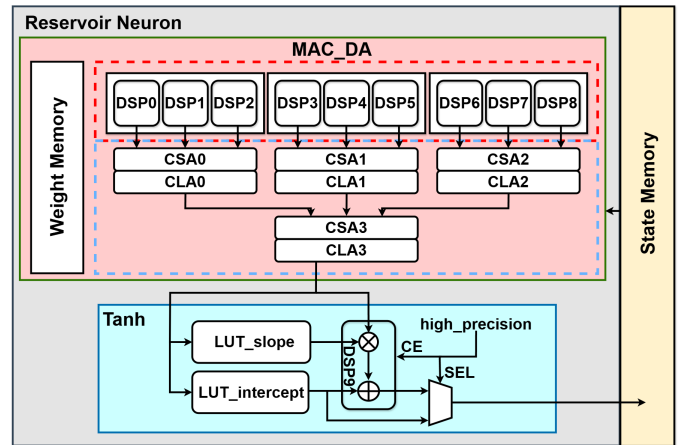 Reservoir Neuron
MAC_DA
Weight Memory
DSP0 DSP1 DSP2 DSP3 DSP4 DSP5 DSP6 DSP7 DSP8
CSA0 CSA1 CSA2
CLA0 CLA1 CLA2
CSA3
CLA3
State Memory
Tanh
high_precision
LUT_slope
CE
DSP9
SEL
LUT_intercept